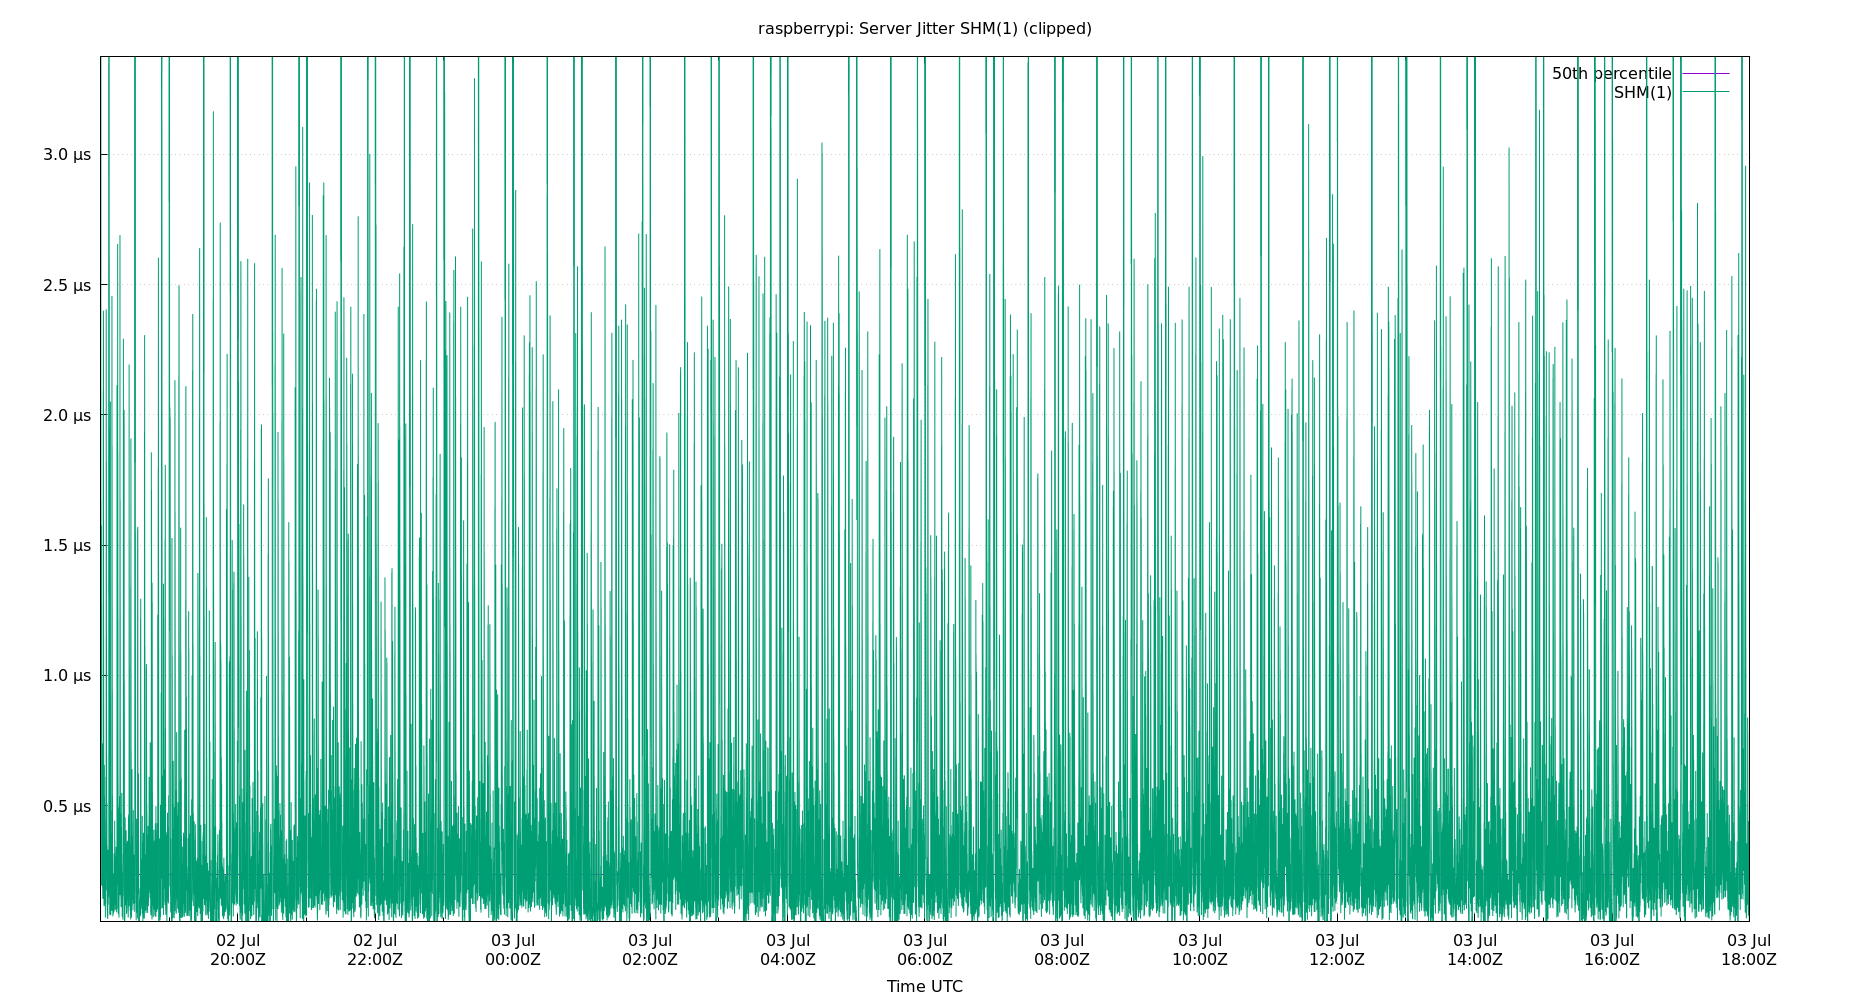 raspberrypi: Server Jitter SHM(1) (clipped)
50th percentile
SHM(1)
3.0 µs
2.5 µs
2.0 µs
1.5 µs
1.0 µs
0.5 µs
02 Jul 02 Jul 03 Jul 03 Jul 03 Jul 03 Jul 03 Jul 03 Jul 03 Jul 03 Jul 03 Jul 03 Jul
20:00Z 22:00Z 00:00Z 02:00Z 04:00Z 06:00Z 08:00Z 10:00Z 12:00Z 14:00Z 16:00Z 18:00Z
Time UTC